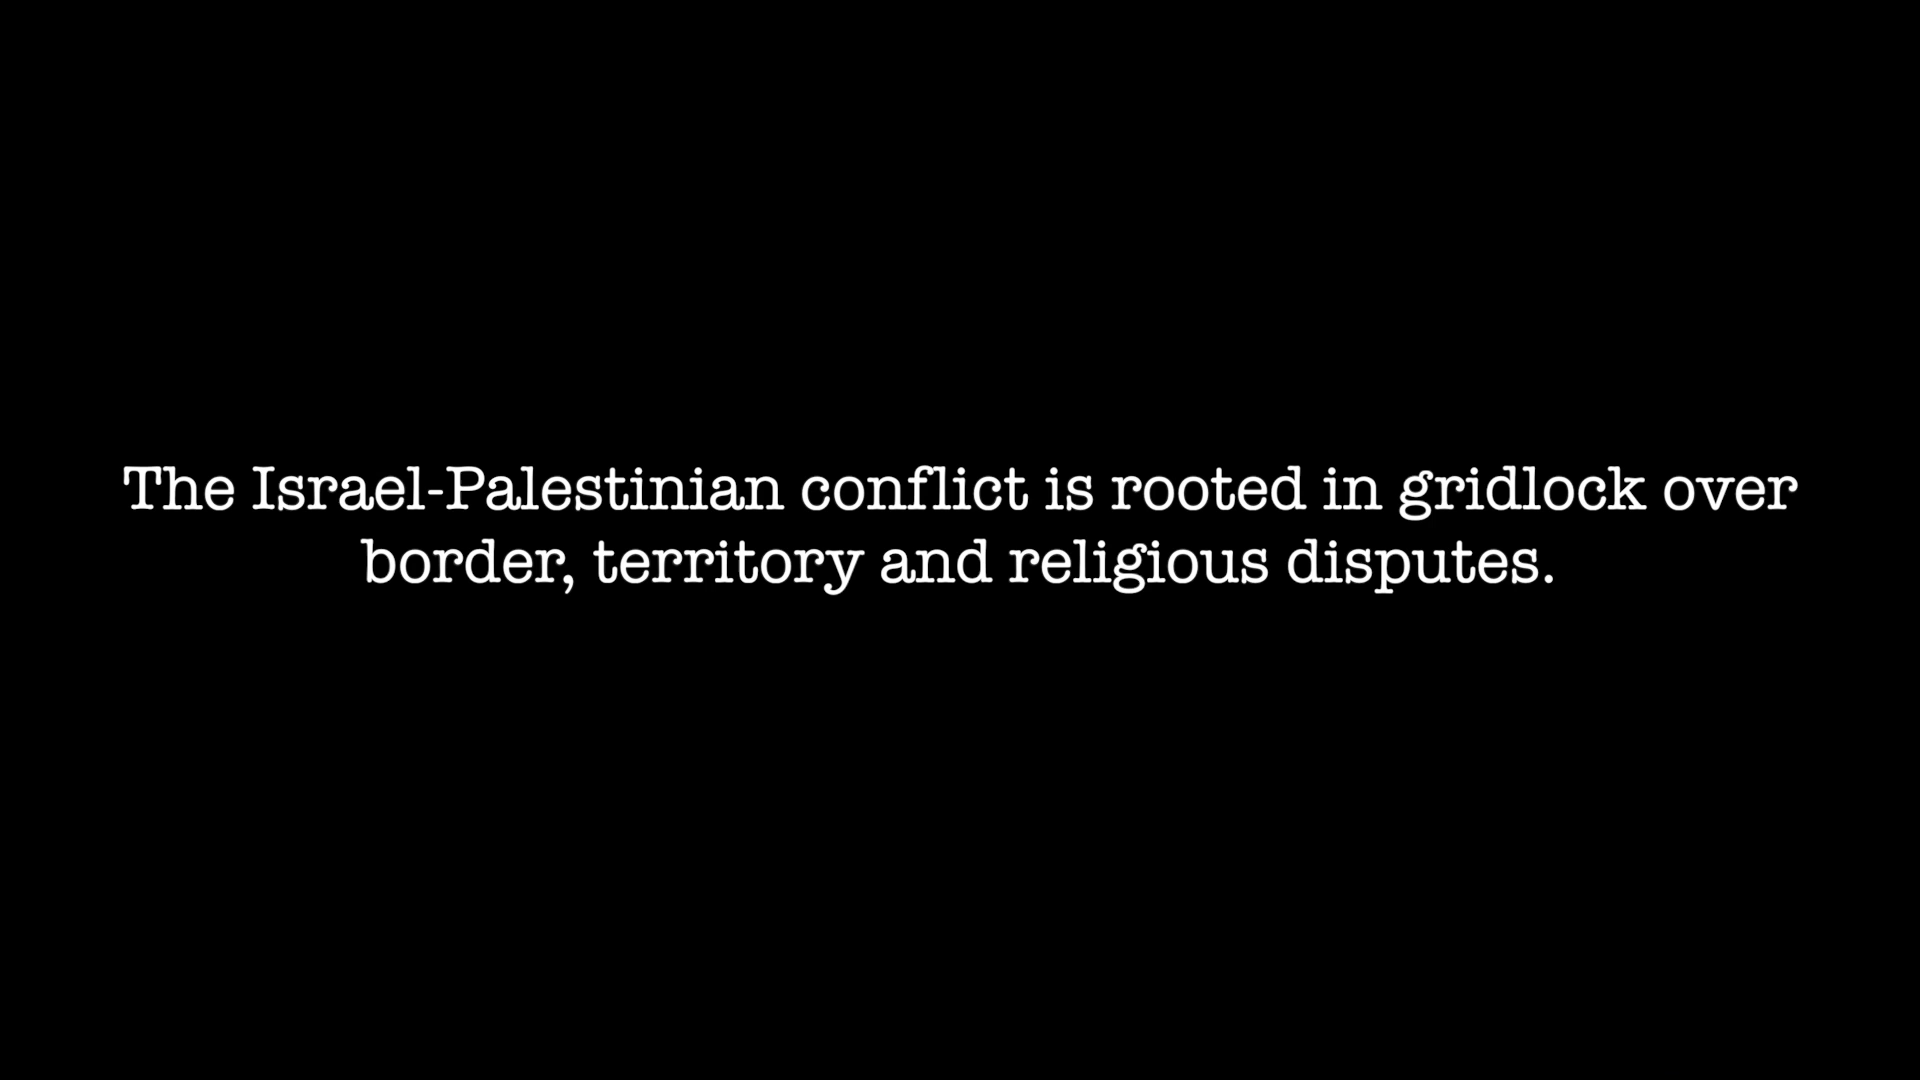 The Israel-Palestinian conflict is rooted in gridlock over
border, territory and religious disputes.